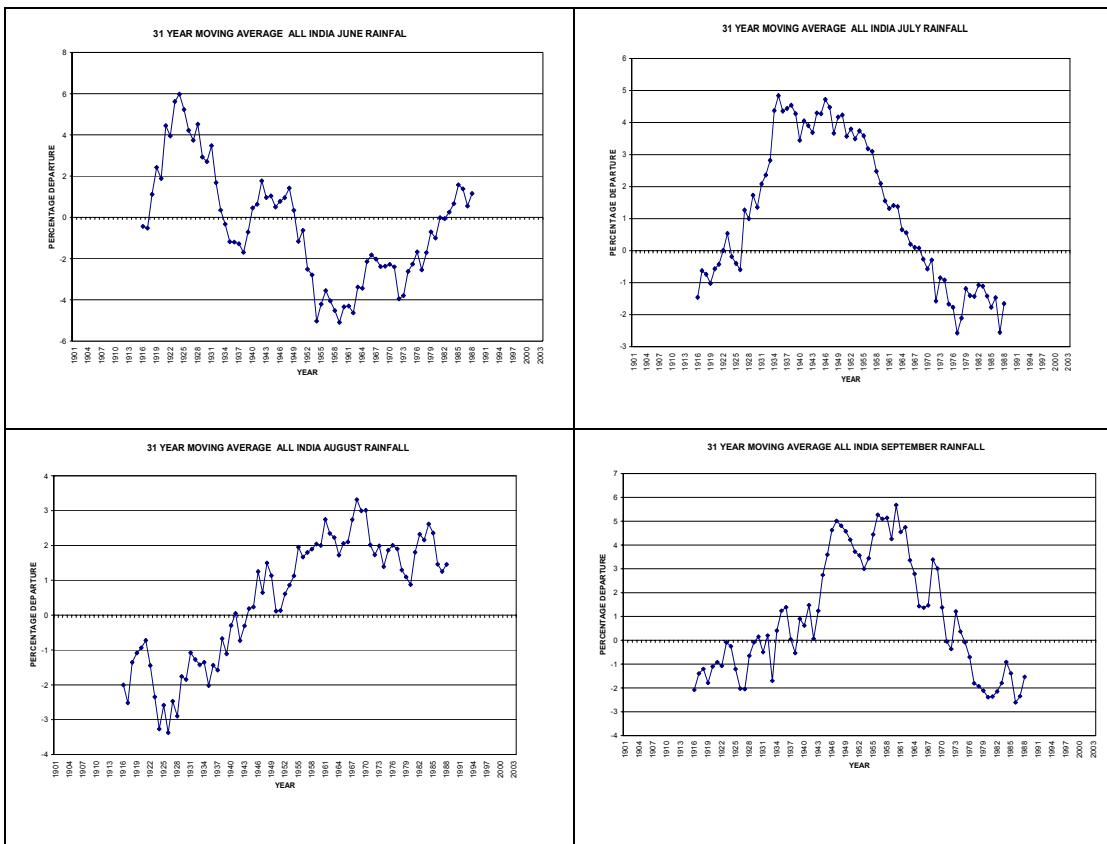 31 YEAR MOVING AVERAGE ALL INDIA JUNE RAINFAL
8
6
4
2
0
-2
-4
-6
PERCENTAGE DEPARTURE
1901 1904 1907 1910 1913 1916 1919 1922 1925 1928 1931 1934 1937 1940 1943 1946 1949 1952 1955 1958 1961 1964 1967 1970 1973 1976 1979 1982 1985 1988 1991 1994 1997 2000 2003
YEAR
31 YEAR MOVING AVERAGE ALL INDIA JULY RAINFALL
6
5
4
3
2
1
0
-1
-2
-3
PERCENTAGE DEPARTURE
1901 1904 1907 1910 1913 1916 1919 1922 1925 1928 1931 1934 1937 1940 1943 1946 1949 1952 1955 1958 1961 1964 1967 1970 1973 1976 1979 1982 1985 1988 1991 1994 1997 2000 2003
YEAR
31 YEAR MOVING AVERAGE ALL INDIA AUGUST RAINFALL
4
3
2
1
0
-1
-2
-3
-4
PERCENTAGE DEPARTURE
1901 1904 1907 1910 1913 1916 1919 1922 1925 1928 1931 1934 1937 1940 1943 1946 1949 1952 1955 1958 1961 1964 1967 1970 1973 1976 1979 1982 1985 1988 1991 1994 1997 2000 2003
YEAR
31 YEAR MOVING AVERAGE ALL INDIA SEPTEMBER RAINFALL
7
6
5
4
3
2
1
0
-1
-2
-3
-4
PERCENTAGE DEPARTURE
1901 1904 1907 1910 1913 1916 1919 1922 1925 1928 1931 1934 1937 1940 1943 1946 1949 1952 1955 1958 1961 1964 1967 1970 1973 1976 1979 1982 1985 1988 1991 1994 1997 2000 2003
YEAR